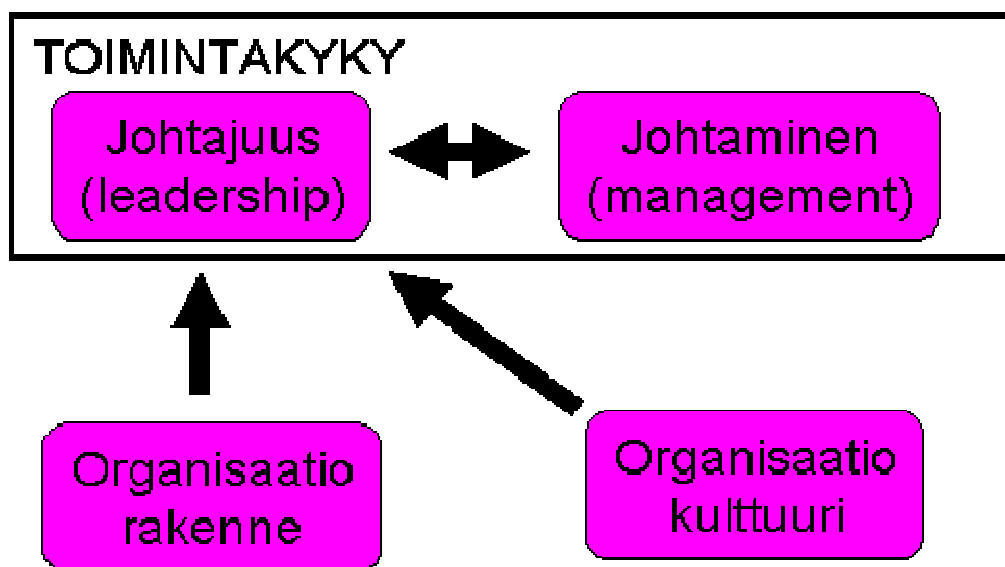 TOIMINTAKYKY
Johtajuus
(leadership)
Johtaminen
(management)
Organisaatio
rakenne
Organisaatio
kulttuuri